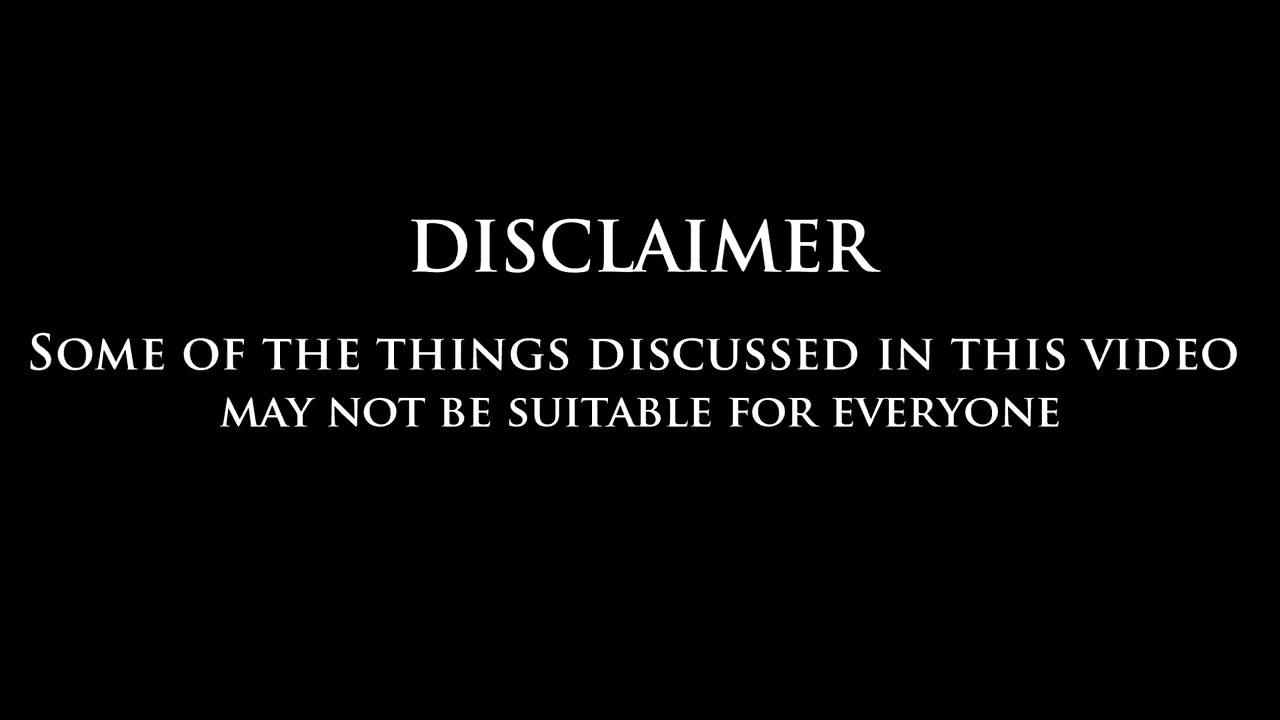 DISCLAIMER
Some of the things discussed in this video
may not be suitable for everyone